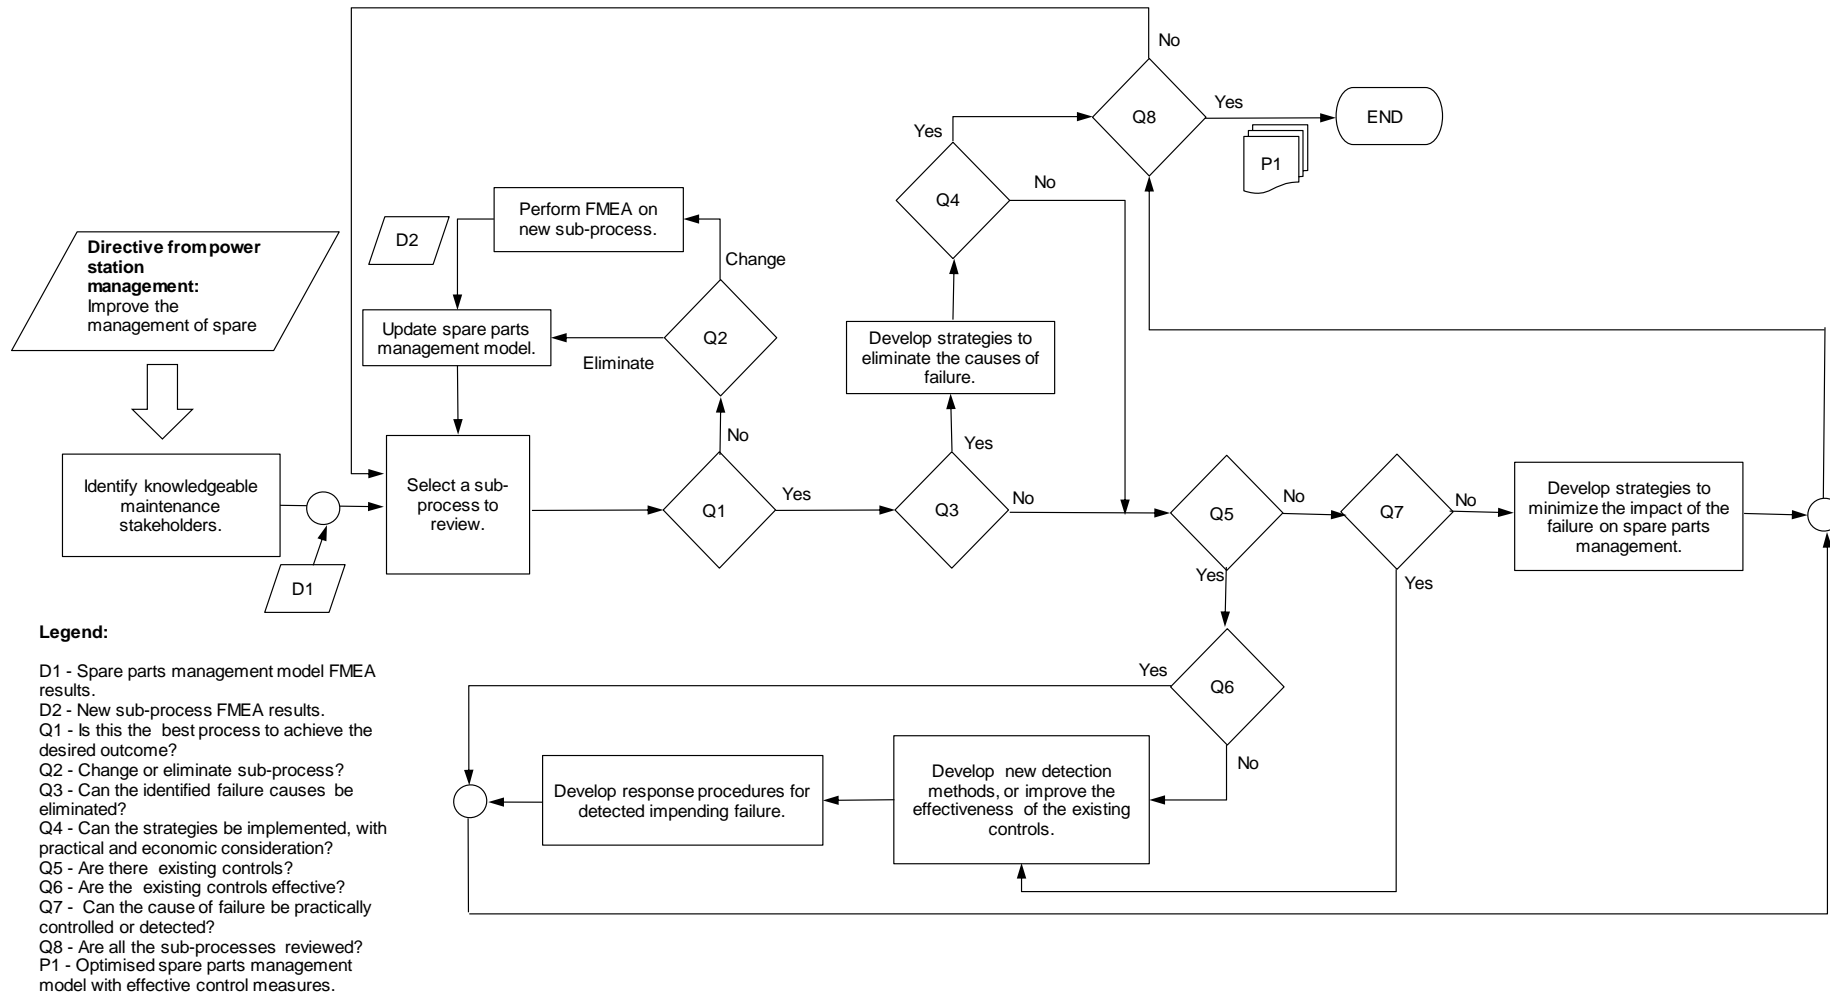 No
Q8
Yes
END
P1
Yes
Q4
No
Perform FMEA on
new sub-process.
D2
Change
Directive from power
station
management:
Improve the
management of spare
Update spare parts
management model.
Q2
Eliminate
Develop strategies to
eliminate the causes of
failure.
No
Yes
Identify knowledgeable
maintenance
stakeholders.
Select a sub-
process to
review.
Q1
Yes
Q3
No
Q5
No
Q7
No
Develop strategies to
minimize the impact of the
failure on spare parts
management.
D1
Yes
Yes
Yes
Q6
No
Develop new detection
methods, or improve the
effectiveness of the existing
controls.
Develop response procedures for
detected impending failure.
Legend:
D1 - Spare parts management model FMEA
results.
D2 - New sub-process FMEA results.
Q1 - Is this the best process to achieve the
desired outcome?
Q2 - Change or eliminate sub-process?
Q3 - Can the identified failure causes be
eliminated?
Q4 - Can the strategies be implemented, with
practical and economic consideration?
Q5 - Are there existing controls?
Q6 - Are the existing controls effective?
Q7 - Can the cause of failure be practically
controlled or detected?
Q8 - Are all the sub-processes reviewed?
P1 - Optimised spare parts management
model with effective control measures.